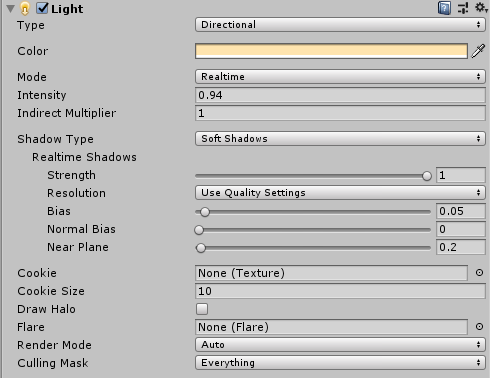 Light
Type Directional
Color
Mode Realtime
Intensity 0.94
Indirect Multiplier 1
Shadow Type Soft Shadows
Realtime Shadows
Strength 1
Resolution Use Quality Settings
Bias 0.05
Normal Bias 0
Near Plane 0.2
Cookie None (Texture)
Cookie Size 10
Draw Halo
Flare None (Flare)
Render Mode Auto
Culling Mask Everything